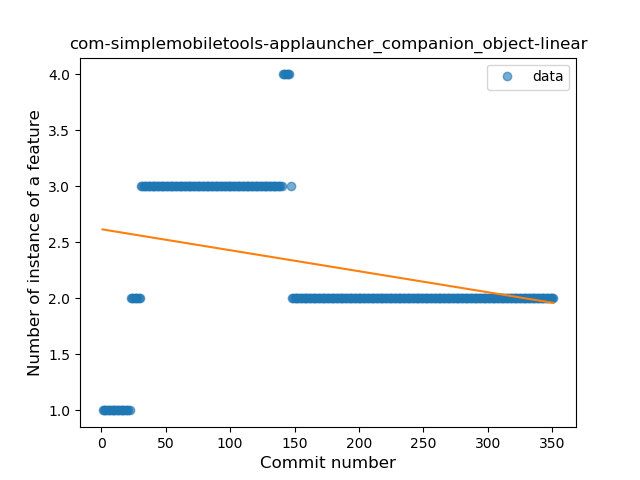 com-simplemobiletools-applauncher_companion_object-linear
data
4.0
3.5
3.0
2.5
2.0
1.5
1.0
Number of instance of a feature
0 50 100 150 200 250 300 350
Commit number